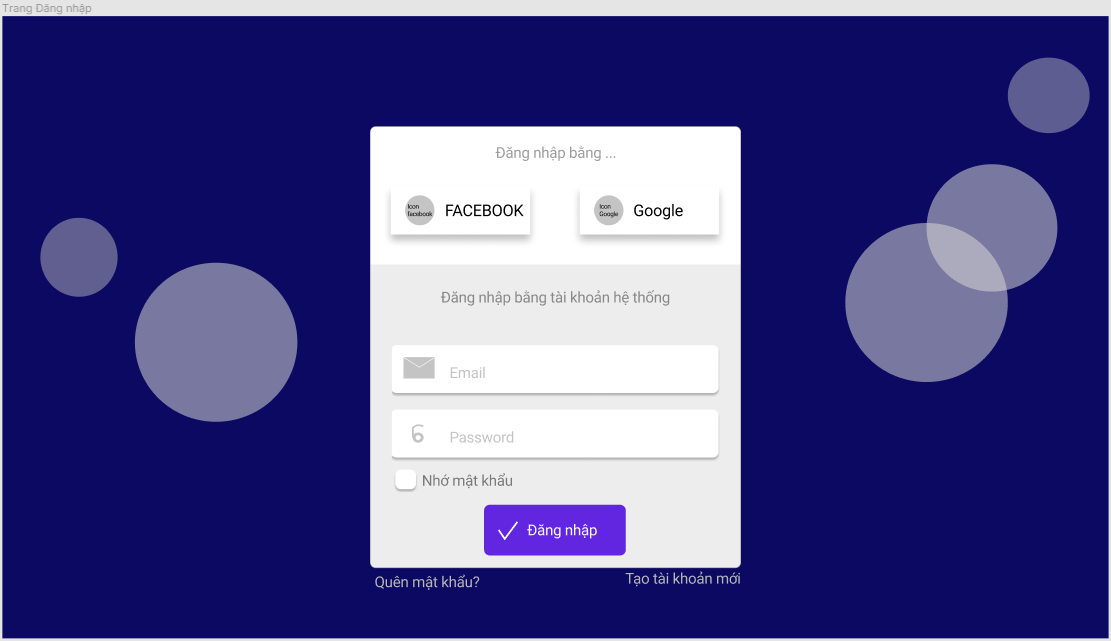 Trang Đăng nhập
Đăng nhập bằng ...
Icon
facebook
FACEBOOK
Icon
Google
Google
Đăng nhập bằng tài khoản hệ thống
Email
Password
Nhớ mật khẩu
Đăng nhập
Quên mật khẩu?
Tạo tài khoản mới